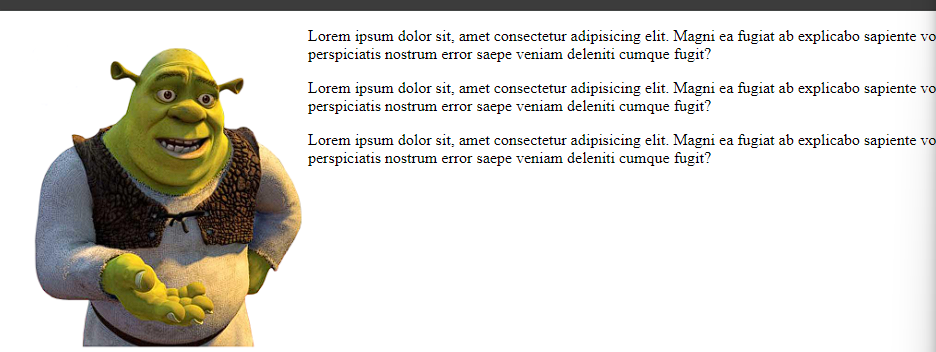 Lorem ipsum dolor sit, amet consectetur adipisicing elit. Magni ea fugiat ab explicabo sapiente vo
perspiciatis nostrum error saepe veniam deleniti cumque fugit?
Lorem ipsum dolor sit, amet consectetur adipisicing elit. Magni ea fugiat ab explicabo sapiente vo
perspiciatis nostrum error saepe veniam deleniti cumque fugit?
Lorem ipsum dolor sit, amet consectetur adipisicing elit. Magni ea fugiat ab explicabo sapiente vo
perspiciatis nostrum error saepe veniam deleniti cumque fugit?